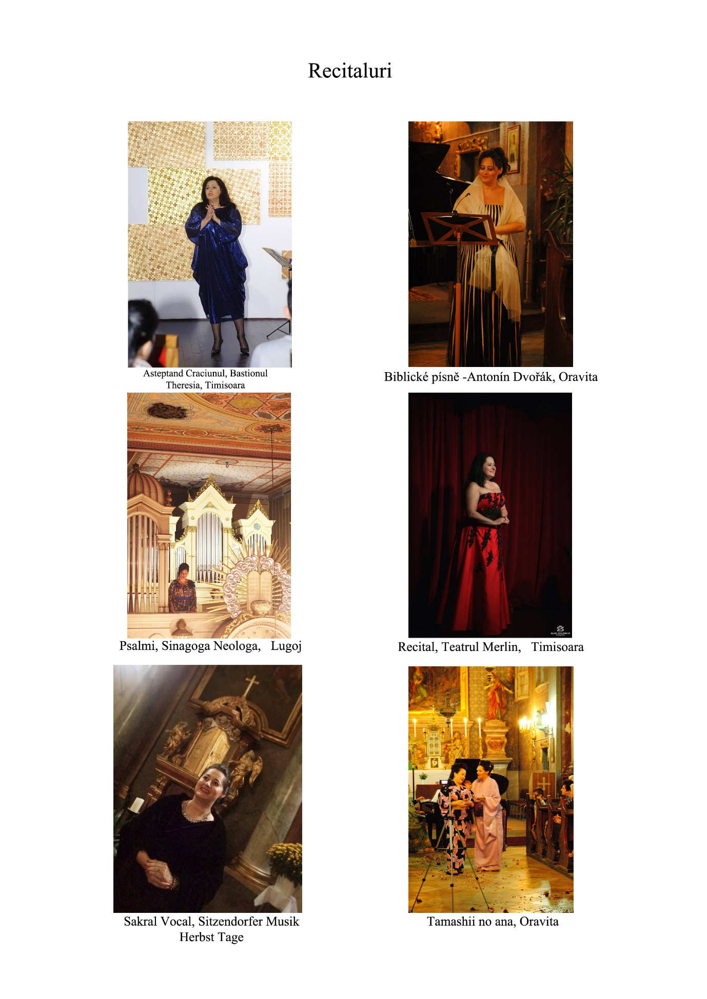 Recitaluri
Asteptand Craciunul, Bastionul
Theresia, Timisoara
Biblické písně -Antonín Dvořák, Oravita
Psalmi, Sinagoga Neologa, Lugoj
ALIN ZELENCO
Recital, Teatrul Merlin, Timisoara
Sakral Vocal, Sitzendorfer Musik
Herbst Tage
Tamashii no ana, Oravita